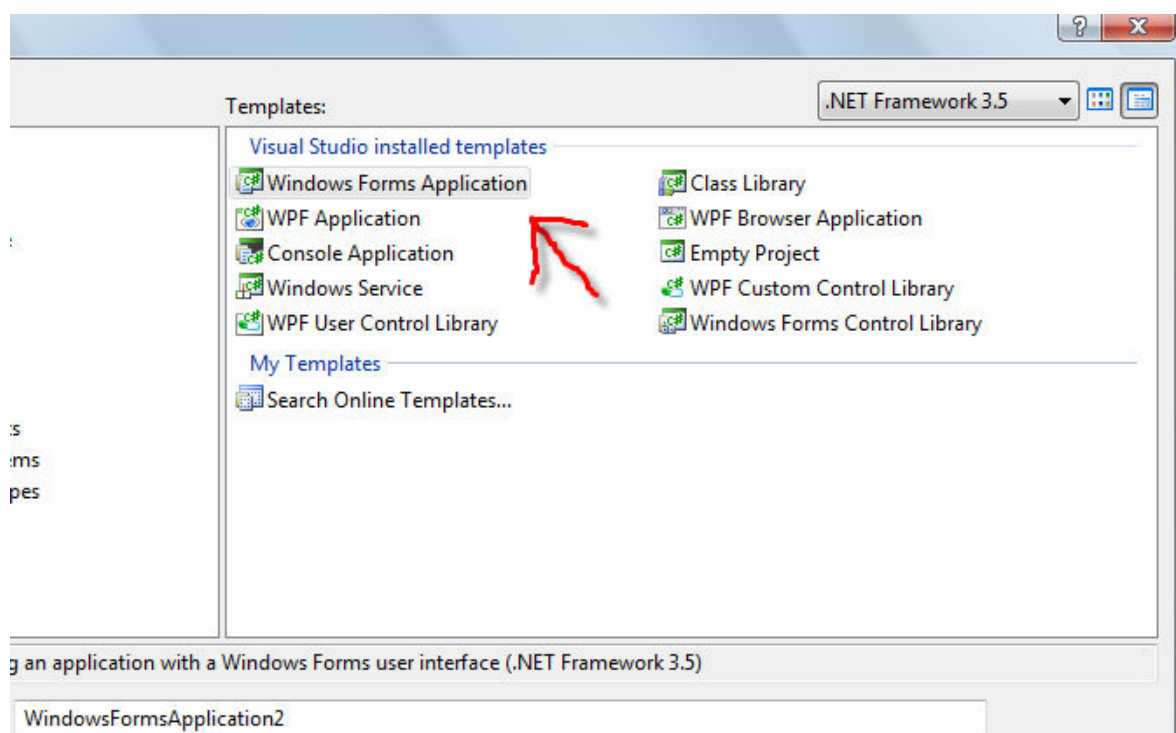 Templates:
.NET Framework 3.5
Visual Studio installed templates
Windows Forms Application
Class Library
WPF Application
WPF Browser Application
Console Application
Empty Project
Windows Service
WPF Custom Control Library
WPF User Control Library
Windows Forms Control Library
My Templates
Search Online Templates...
an application with a Windows Forms user interface (.NET Framework 3.5)
WindowsFormsApplication2